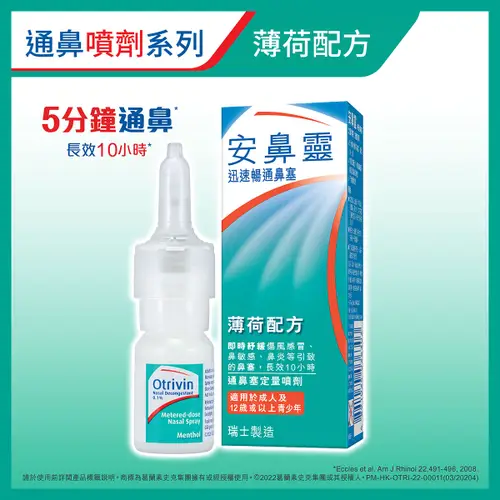 通鼻噴劑系列
薄荷配方
5分鐘通鼻*
長效10小時*
安鼻靈
迅速暢通鼻塞
薄荷配方
即時紓緩傷風感冒、
鼻敏感、鼻炎等引致
的鼻塞，長效10小時
通鼻塞定量噴劑
適用於成人及
12歲或以上青少年
瑞士製造
Otrivin
Nasal Decongestant
0.1%
Metered-dose
Nasal Spray
Menthol
*Eccles et al. Am J Rhinol 22,491-496, 2008.
請於使用前詳閱產品標籤說明。商標為葛蘭素史克集團擁有或經授權使用。©2022葛蘭素史克集團或其授權人。PM-HK-OTRI-22-00011(03/20204)